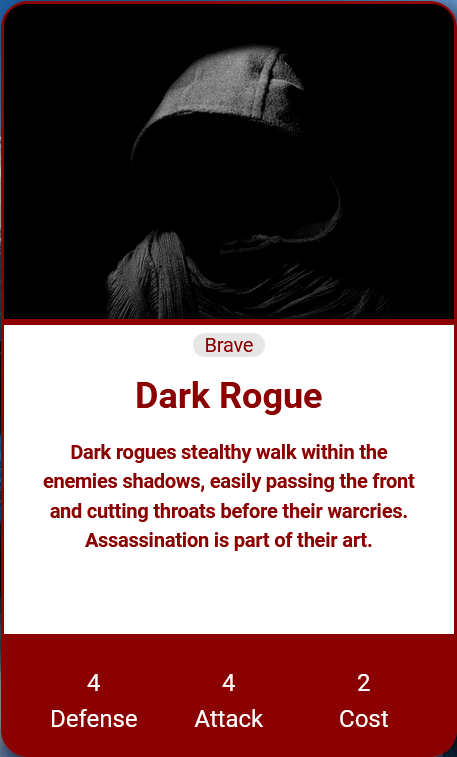 Brave
Dark Rogue
Dark rogues stealthy walk within the
enemies shadows, easily passing the front
and cutting throats before their warcries.
Assassination is part of their art.
4 4 2
Defense Attack Cost